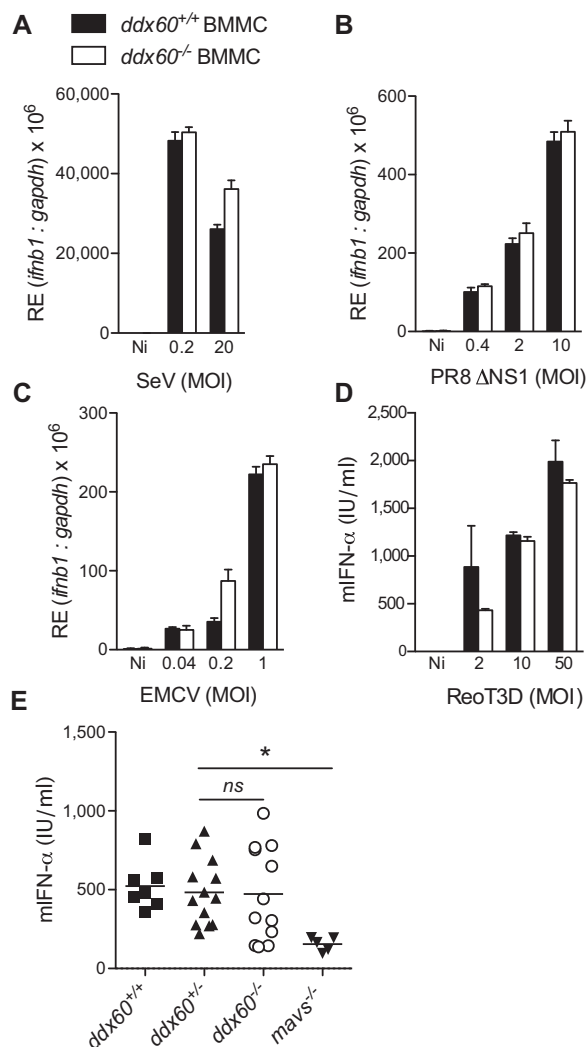 A
ddx60+/+ BMMC
ddx60-/- BMMC
B
RE (ifnb1 : gapdh) x 10^6
60,000
40,000
20,000
0
Ni 0.2 20
SeV (MOI)
RE (ifnb1 : gapdh) x 10^6
600
400
200
0
Ni 0.4 2 10
PR8 ΔNS1 (MOI)
C
RE (ifnb1 : gapdh) x 10^6
300
200
100
0
Ni 0.04 0.2 1
EMCV (MOI)
D
mIFN-α (IU/ml)
2,500
2,000
1,500
1,000
500
0
Ni 2 10 50
ReoT3D (MOI)
E
mIFN-α (IU/ml)
1,500
1,000
500
0
*
ns
ddx60+/+
ddx60+/-
ddx60-/-
mavs-/-